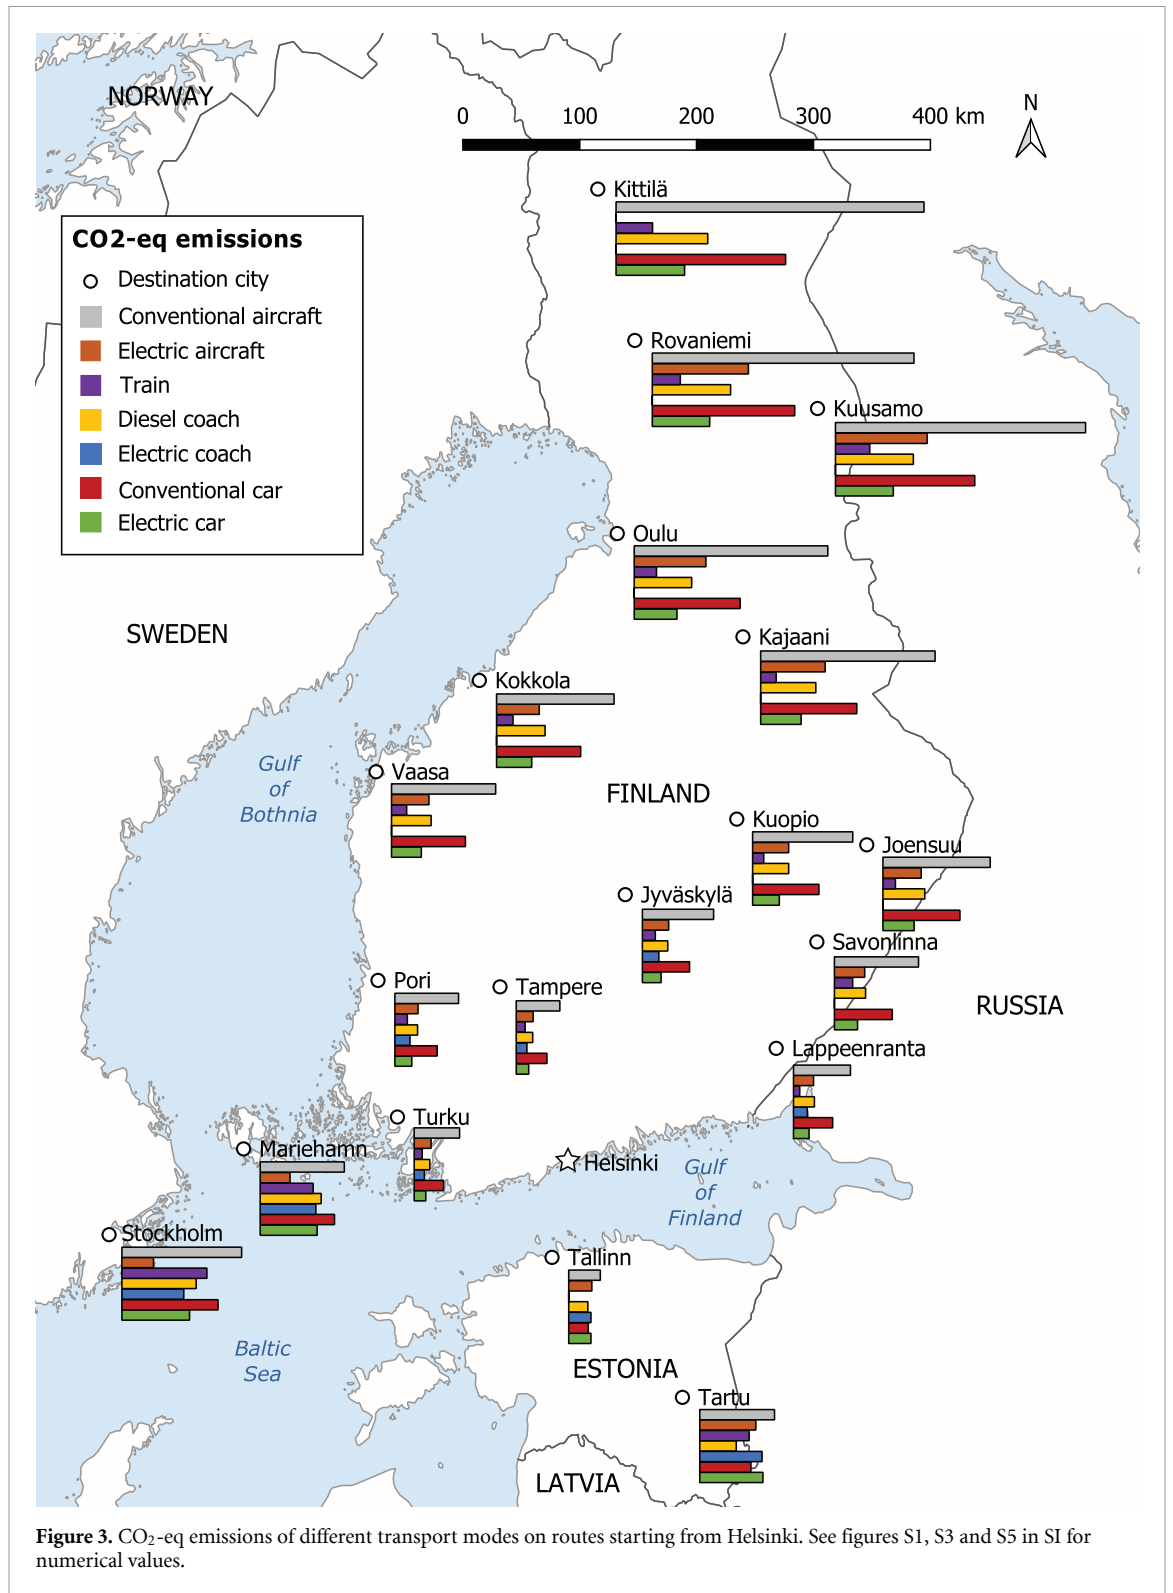 NORWAY
0 100 200 300 400 km
N
Kittilä
CO2-eq emissions
Destination city
Conventional aircraft
Electric aircraft
Train
Diesel coach
Electric coach
Conventional car
Electric car
Rovaniemi
Kuusamo
Oulu
SWEDEN
Kajaani
Kokkola
Gulf
of
Bothnia
Vaasa
FINLAND
Kuopio
Joensuu
Jyväskylä
Savonlinna
Pori
Tampere
RUSSIA
Lappeenranta
Turku
Mariehamn
Helsinki
Gulf
of
Finland
Stockholm
Tallinn
Baltic
Sea
ESTONIA
Tartu
LATVIA
Figure 3. CO₂-eq emissions of different transport modes on routes starting from Helsinki. See figures S1, S3 and S5 in SI for
numerical values.